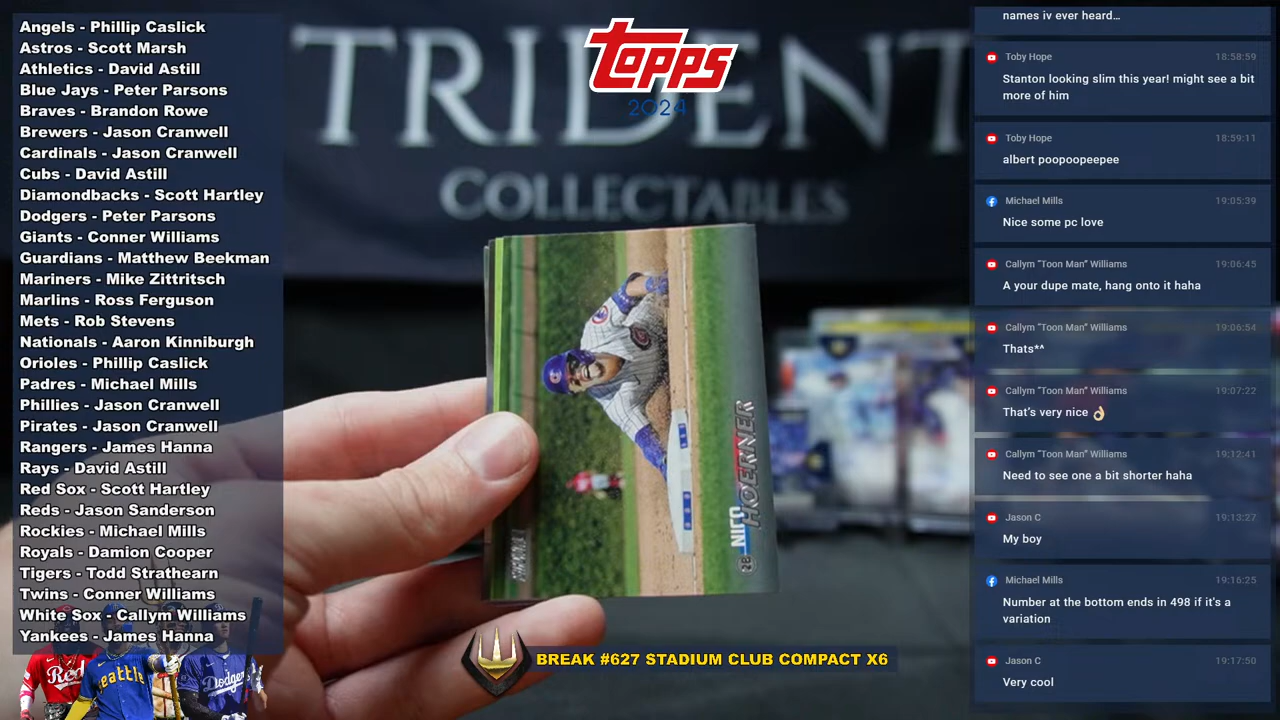 Angels - Phillip Caslick
Astros - Scott Marsh
Athletics - David Astill
Blue Jays - Peter Parsons
Braves - Brandon Rowe
Brewers - Jason Cranwell
Cardinals - Jason Cranwell
Cubs - David Astill
Diamondbacks - Scott Hartley
Dodgers - Peter Parsons
Giants - Conner Williams
Guardians - Matthew Beekman
Mariners - Mike Zittritsch
Marlins - Ross Ferguson
Mets - Rob Stevens
Nationals - Aaron Kinniburgh
Orioles - Phillip Caslick
Padres - Michael Mills
Phillies - Jason Cranwell
Pirates - Jason Cranwell
Rangers - James Hanna
Rays - David Astill
Red Sox - Scott Hartley
Reds - Jason Sanderson
Rockies - Michael Mills
Royals - Damion Cooper
Tigers - Todd Strathearn
Twins - Conner Williams
White Sox - Callym Williams
Yankees - James Hanna
Red
Seattle
Dodgers
topps
2024
TRIDENT
COLLECTABLES
2B NICO
HOERNER
BREAK #627 STADIUM CLUB COMPACT X6
names iv ever heard...
Toby Hope 18:58:59
Stanton looking slim this year! might see a bit
more of him
Toby Hope 18:59:11
albert poopoopeepee
Michael Mills 19:05:39
Nice some pc love
Callym "Toon Man" Williams 19:06:45
A your dupe mate, hang onto it haha
Callym "Toon Man" Williams 19:06:54
Thats*^
Callym "Toon Man" Williams 19:07:22
That's very nice 👌🏻
Callym "Toon Man" Williams 19:12:41
Need to see one a bit shorter haha
Jason C 19:13:27
My boy
Michael Mills 19:16:25
Number at the bottom ends in 498 if it's a
variation
Jason C 19:17:50
Very cool